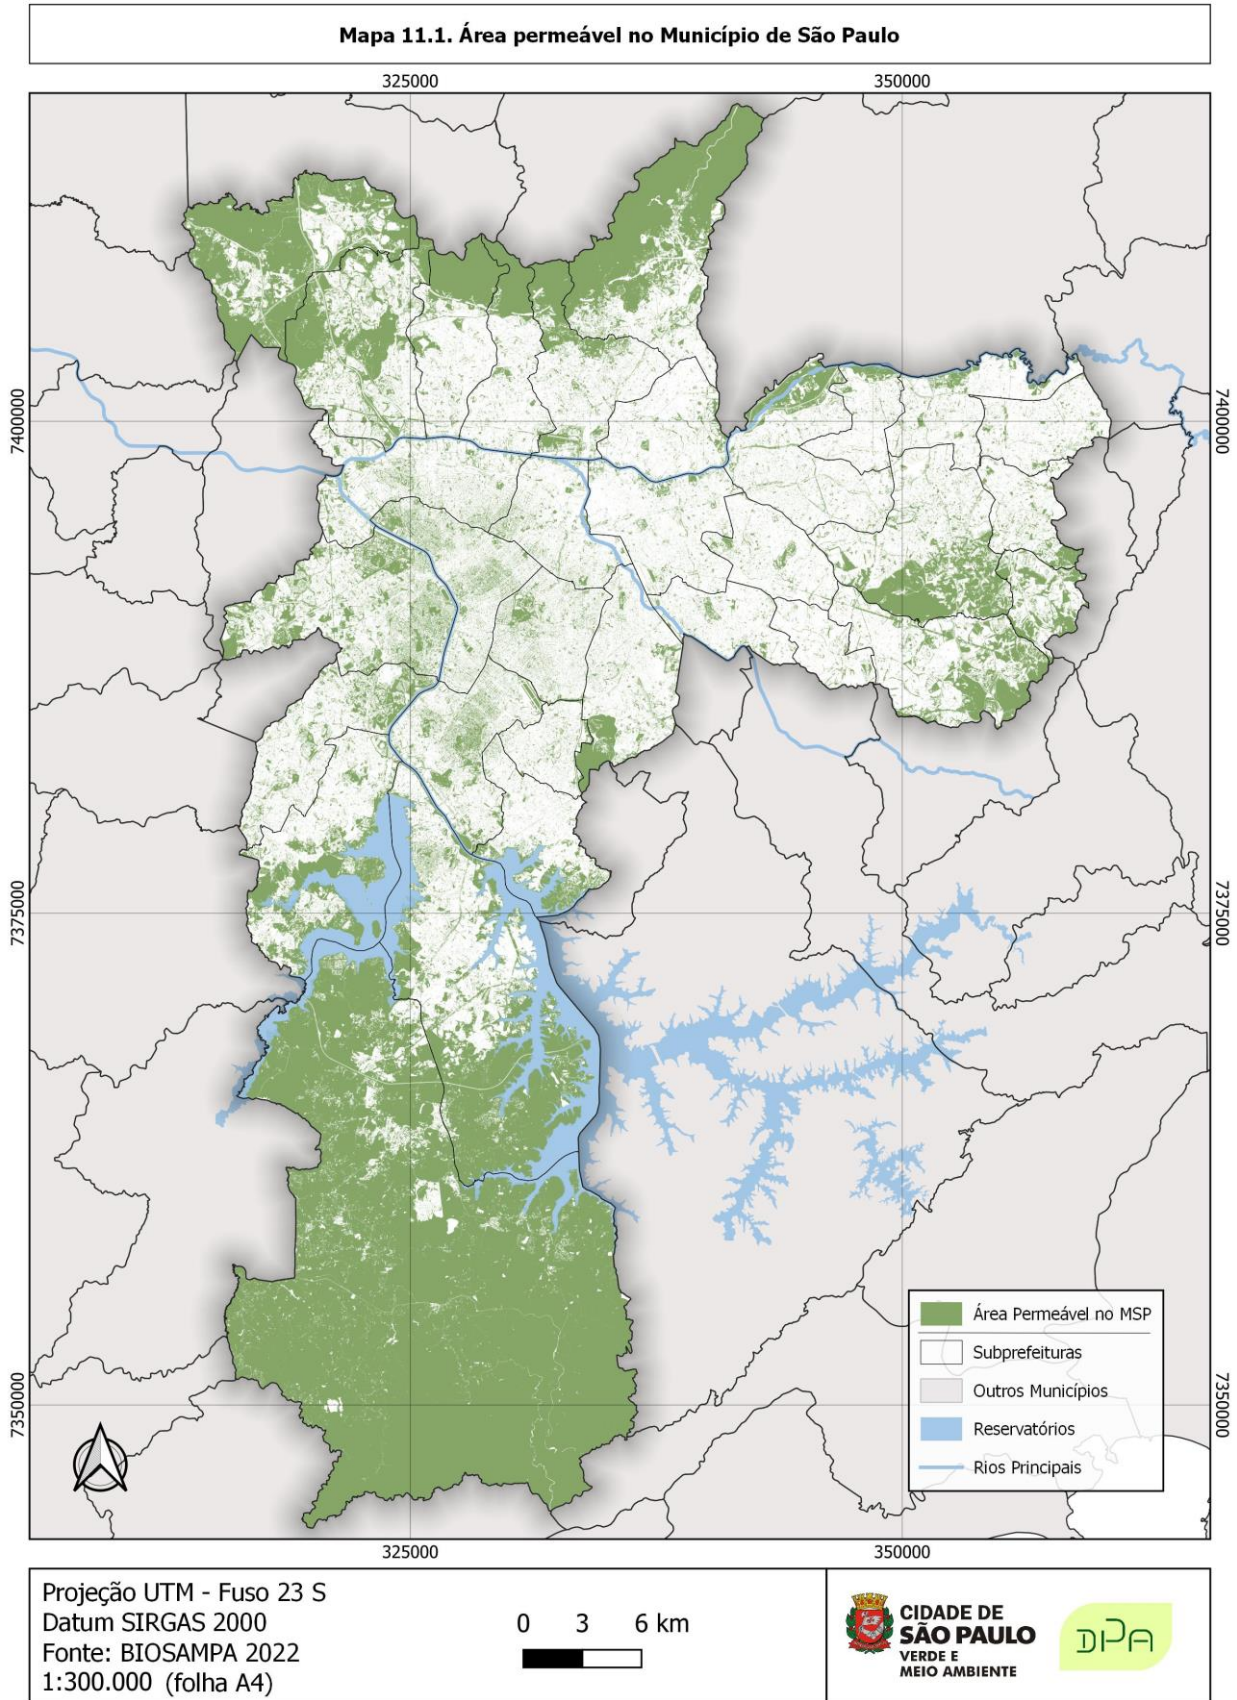 Mapa 11.1. Área permeável no Município de São Paulo
325000
350000
7400000
7400000
7375000
7375000
7350000
7350000
Área Permeável no MSP
Subprefeituras
Outros Municípios
Reservatórios
Rios Principais
325000
350000
Projeção UTM - Fuso 23 S
Datum SIRGAS 2000
Fonte: BIOSAMPA 2022
1:300.000 (folha A4)
0 3 6 km
CIDADE DE
SÃO PAULO
VERDE E
MEIO AMBIENTE
DPA